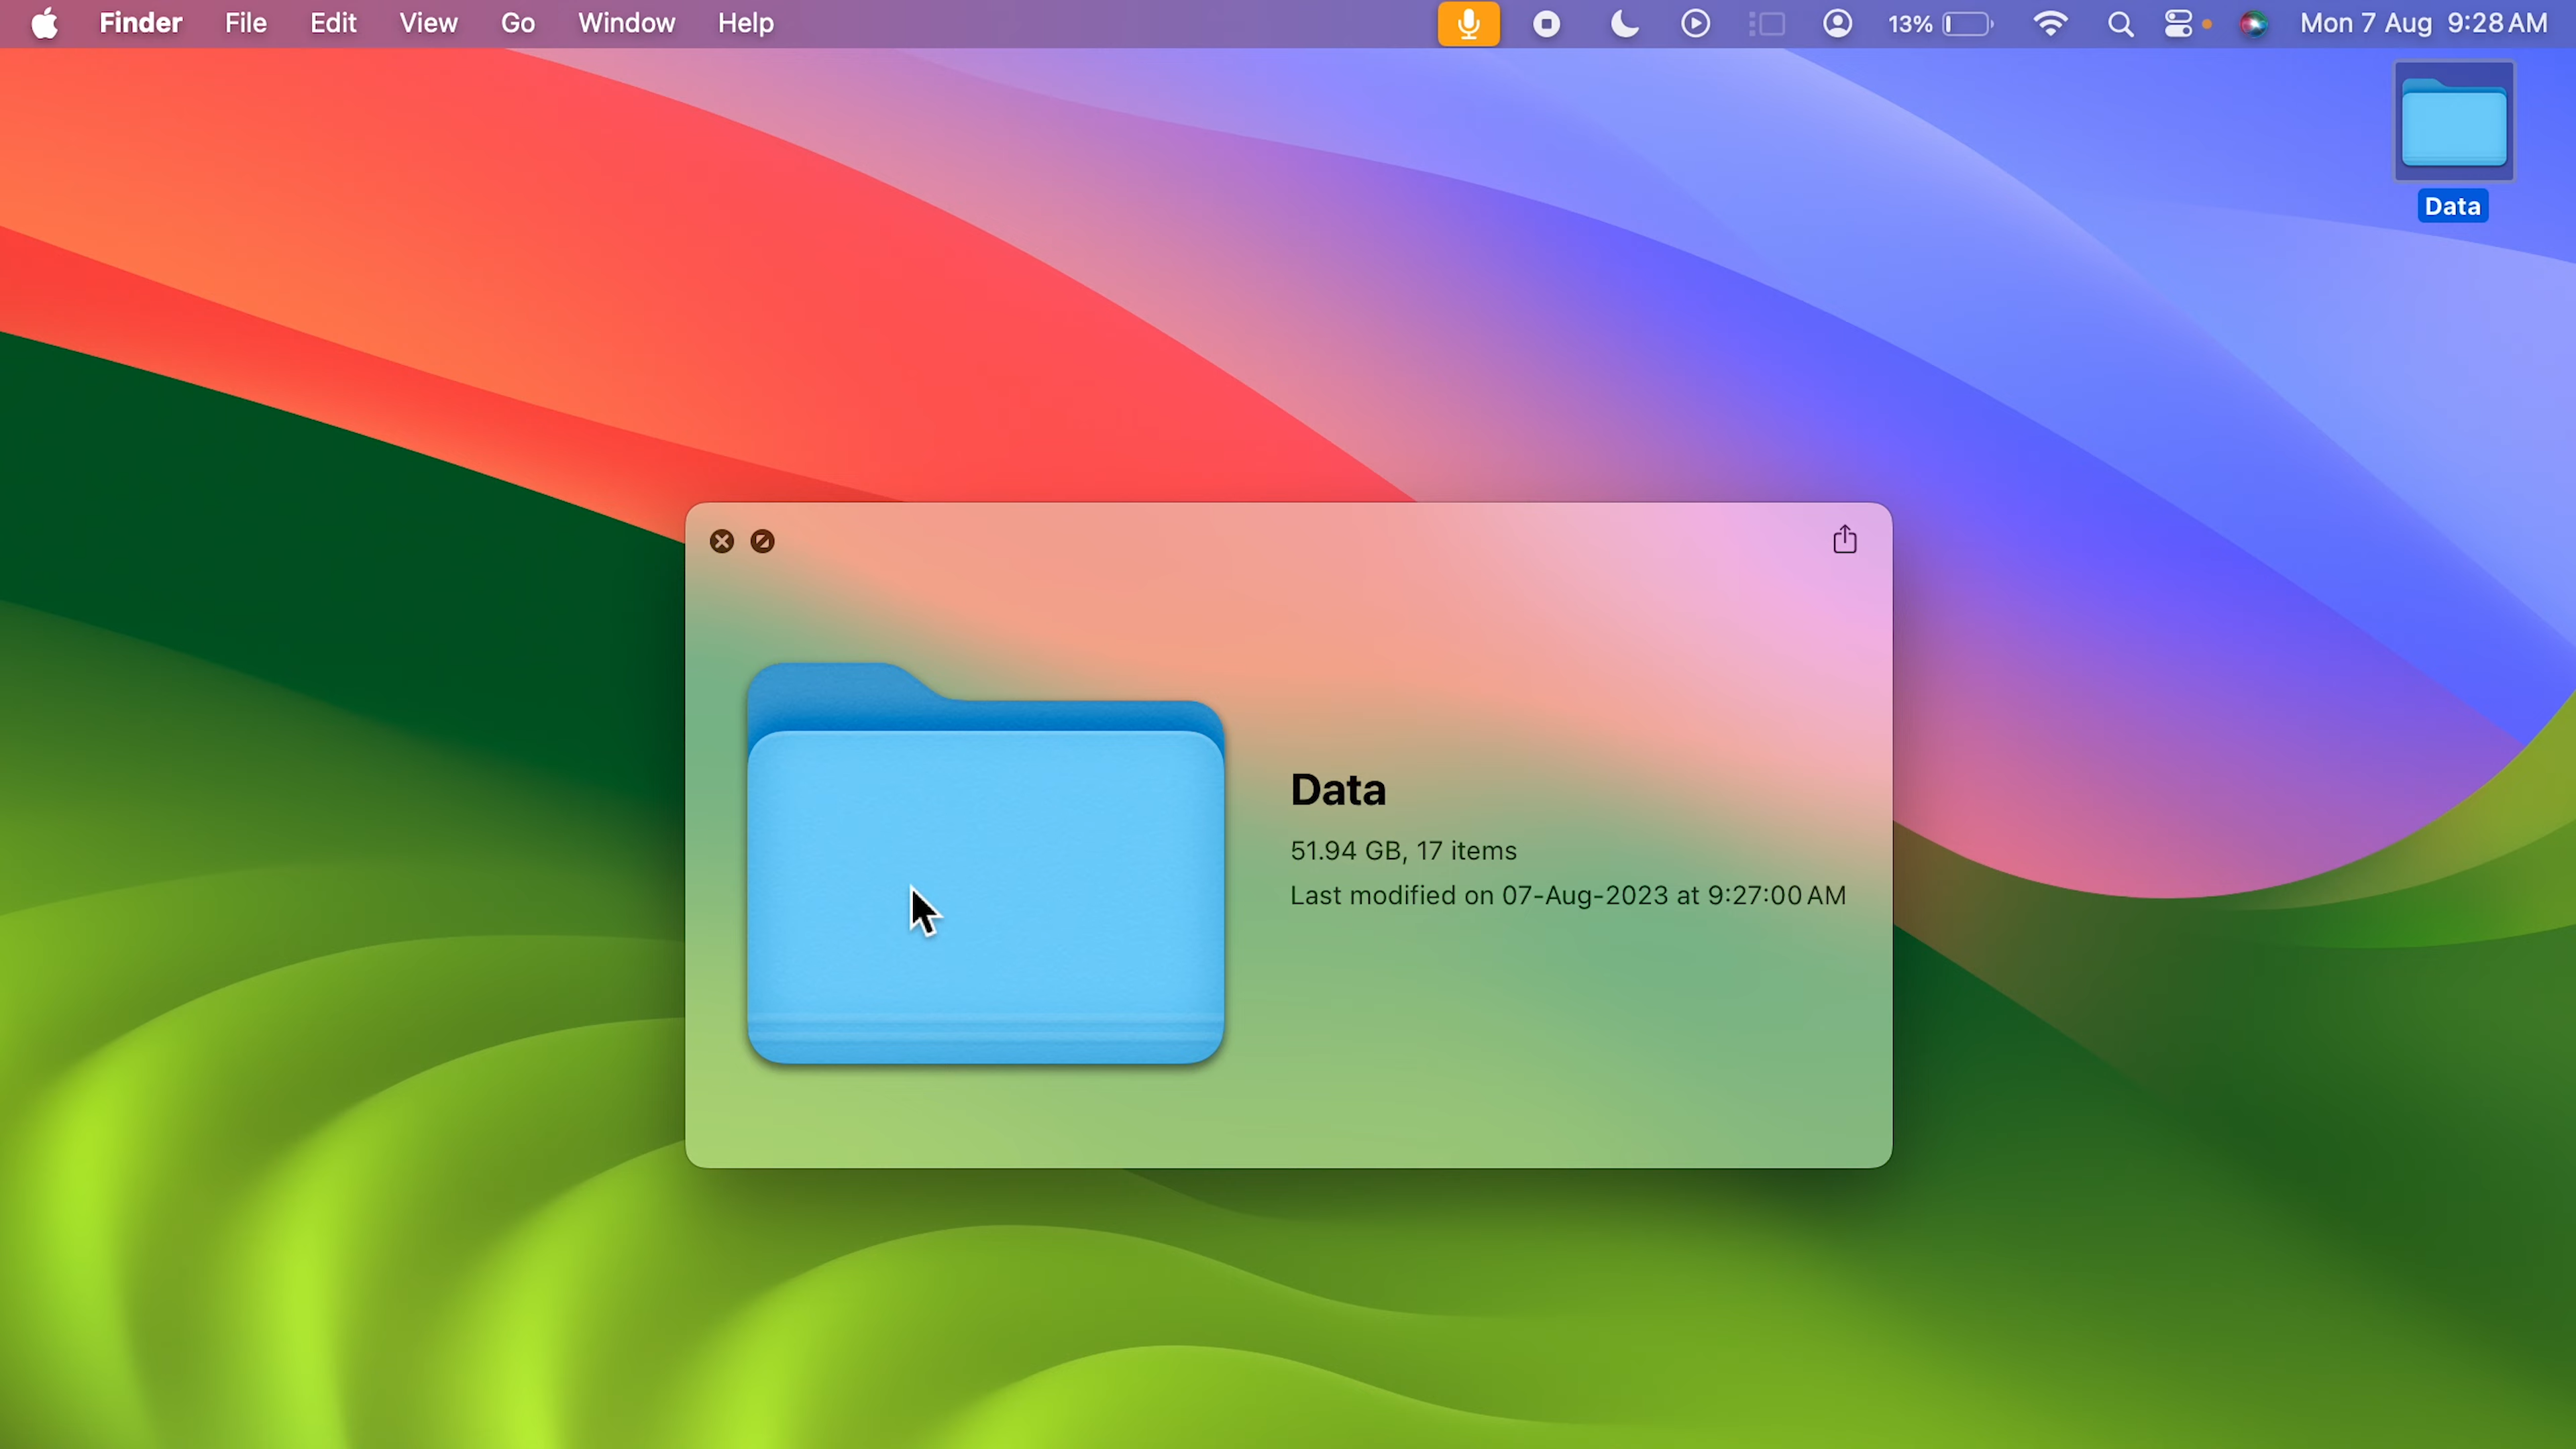 Finder File Edit View Go Window Help 13% Mon 7 Aug 9:28 AM
Data
Data
51.94 GB, 17 items
Last modified on 07-Aug-2023 at 9:27:00 AM